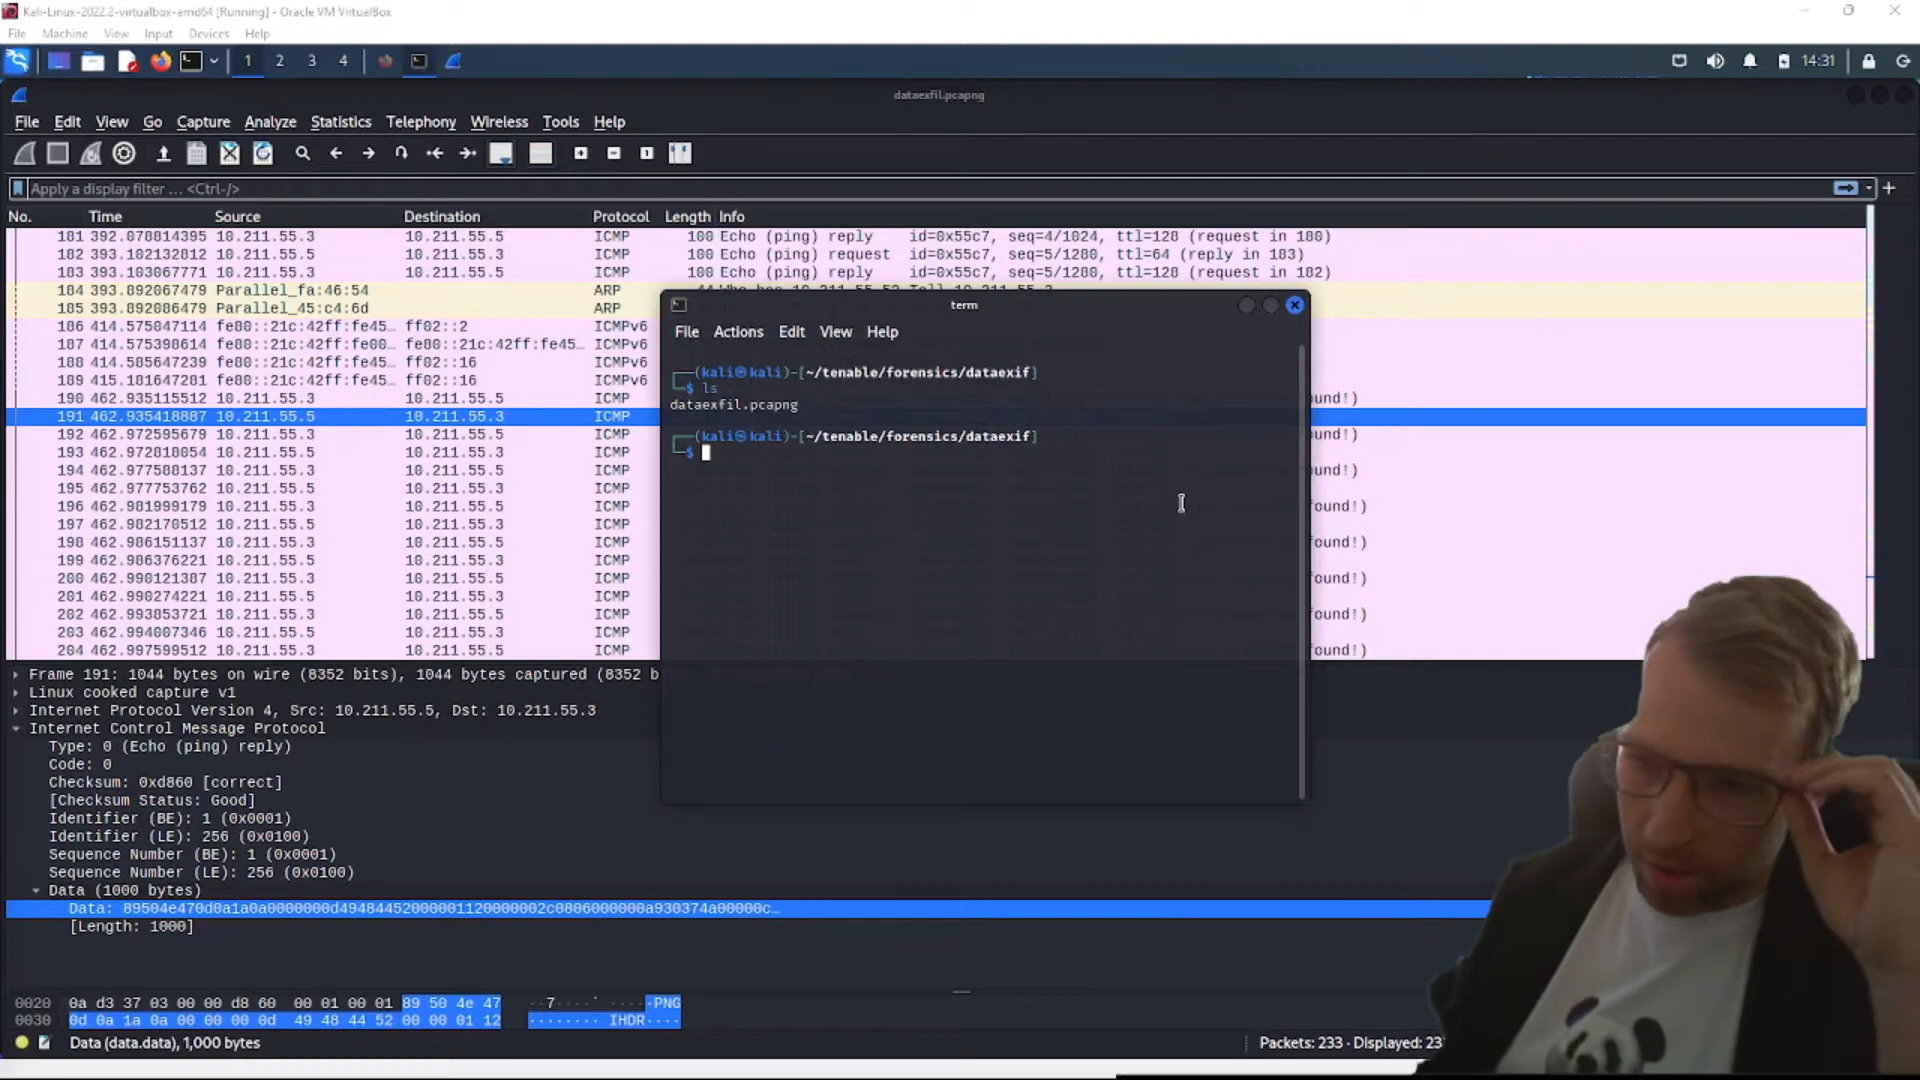 Kali-Linux-2022.2-virtualbox-amd64 [Running] - Oracle VM VirtualBox
File Machine View Input Devices Help
1 2 3 4 14:31
dataexfil.pcapng
File Edit View Go Capture Analyze Statistics Telephony Wireless Tools Help
Apply a display filter ... <Ctrl-/>
No. Time Source Destination Protocol Length Info
181 392.078814395 10.211.55.3 10.211.55.5 ICMP 100 Echo (ping) reply id=0x55c7, seq=4/1024, ttl=128 (request in 180)
182 393.102132812 10.211.55.5 10.211.55.3 ICMP 100 Echo (ping) request id=0x55c7, seq=5/1280, ttl=64 (reply in 183)
183 393.103067771 10.211.55.3 10.211.55.5 ICMP 100 Echo (ping) reply id=0x55c7, seq=5/1280, ttl=128 (request in 182)
184 393.892067479 Parallel_fa:46:54 ARP
185 393.892086479 Parallel_45:c4:6d ARP
186 414.575047114 fe80::21c:42ff:fe45… ff02::2 ICMPv6
187 414.575398614 fe80::21c:42ff:fe00… fe80::21c:42ff:fe45… ICMPv6
188 414.585647239 fe80::21c:42ff:fe45… ff02::16 ICMPv6
189 415.181647281 fe80::21c:42ff:fe45… ff02::16 ICMPv6
190 462.935115512 10.211.55.3 10.211.55.5 ICMP ound!)
191 462.935418887 10.211.55.5 10.211.55.3 ICMP
192 462.972595679 10.211.55.3 10.211.55.5 ICMP ound!)
193 462.972818054 10.211.55.5 10.211.55.3 ICMP
194 462.977588137 10.211.55.3 10.211.55.5 ICMP ound!)
195 462.977753762 10.211.55.5 10.211.55.3 ICMP
196 462.981999179 10.211.55.3 10.211.55.5 ICMP found!)
197 462.982170512 10.211.55.5 10.211.55.3 ICMP
198 462.986151137 10.211.55.3 10.211.55.5 ICMP found!)
199 462.986376221 10.211.55.5 10.211.55.3 ICMP
200 462.990121387 10.211.55.3 10.211.55.5 ICMP found!)
201 462.990274221 10.211.55.5 10.211.55.3 ICMP
202 462.993853721 10.211.55.3 10.211.55.5 ICMP found!)
203 462.994007346 10.211.55.5 10.211.55.3 ICMP
204 462.997599512 10.211.55.3 10.211.55.5 ICMP found!)
term
File Actions Edit View Help
(kali㉿kali)-[~/tenable/forensics/dataexif]
$ ls
dataexfil.pcapng
(kali㉿kali)-[~/tenable/forensics/dataexif]
$
Frame 191: 1044 bytes on wire (8352 bits), 1044 bytes captured (8352 b
Linux cooked capture v1
Internet Protocol Version 4, Src: 10.211.55.5, Dst: 10.211.55.3
Internet Control Message Protocol
Type: 0 (Echo (ping) reply)
Code: 0
Checksum: 0xd860 [correct]
[Checksum Status: Good]
Identifier (BE): 1 (0x0001)
Identifier (LE): 256 (0x0100)
Sequence Number (BE): 1 (0x0001)
Sequence Number (LE): 256 (0x0100)
Data (1000 bytes)
Data: 89504e470d0a1a0a0000000d49484452000001120000002c0806000000a930374a00000c…
[Length: 1000]
0020 0a d3 37 03 00 00 d8 60 00 01 00 01 89 50 4e 47 ··7····` ·····PNG
0030 0d 0a 1a 0a 00 00 00 0d 49 48 44 52 00 00 01 12 ········ IHDR····
Data (data.data), 1,000 bytes
Packets: 233 · Displayed: 23